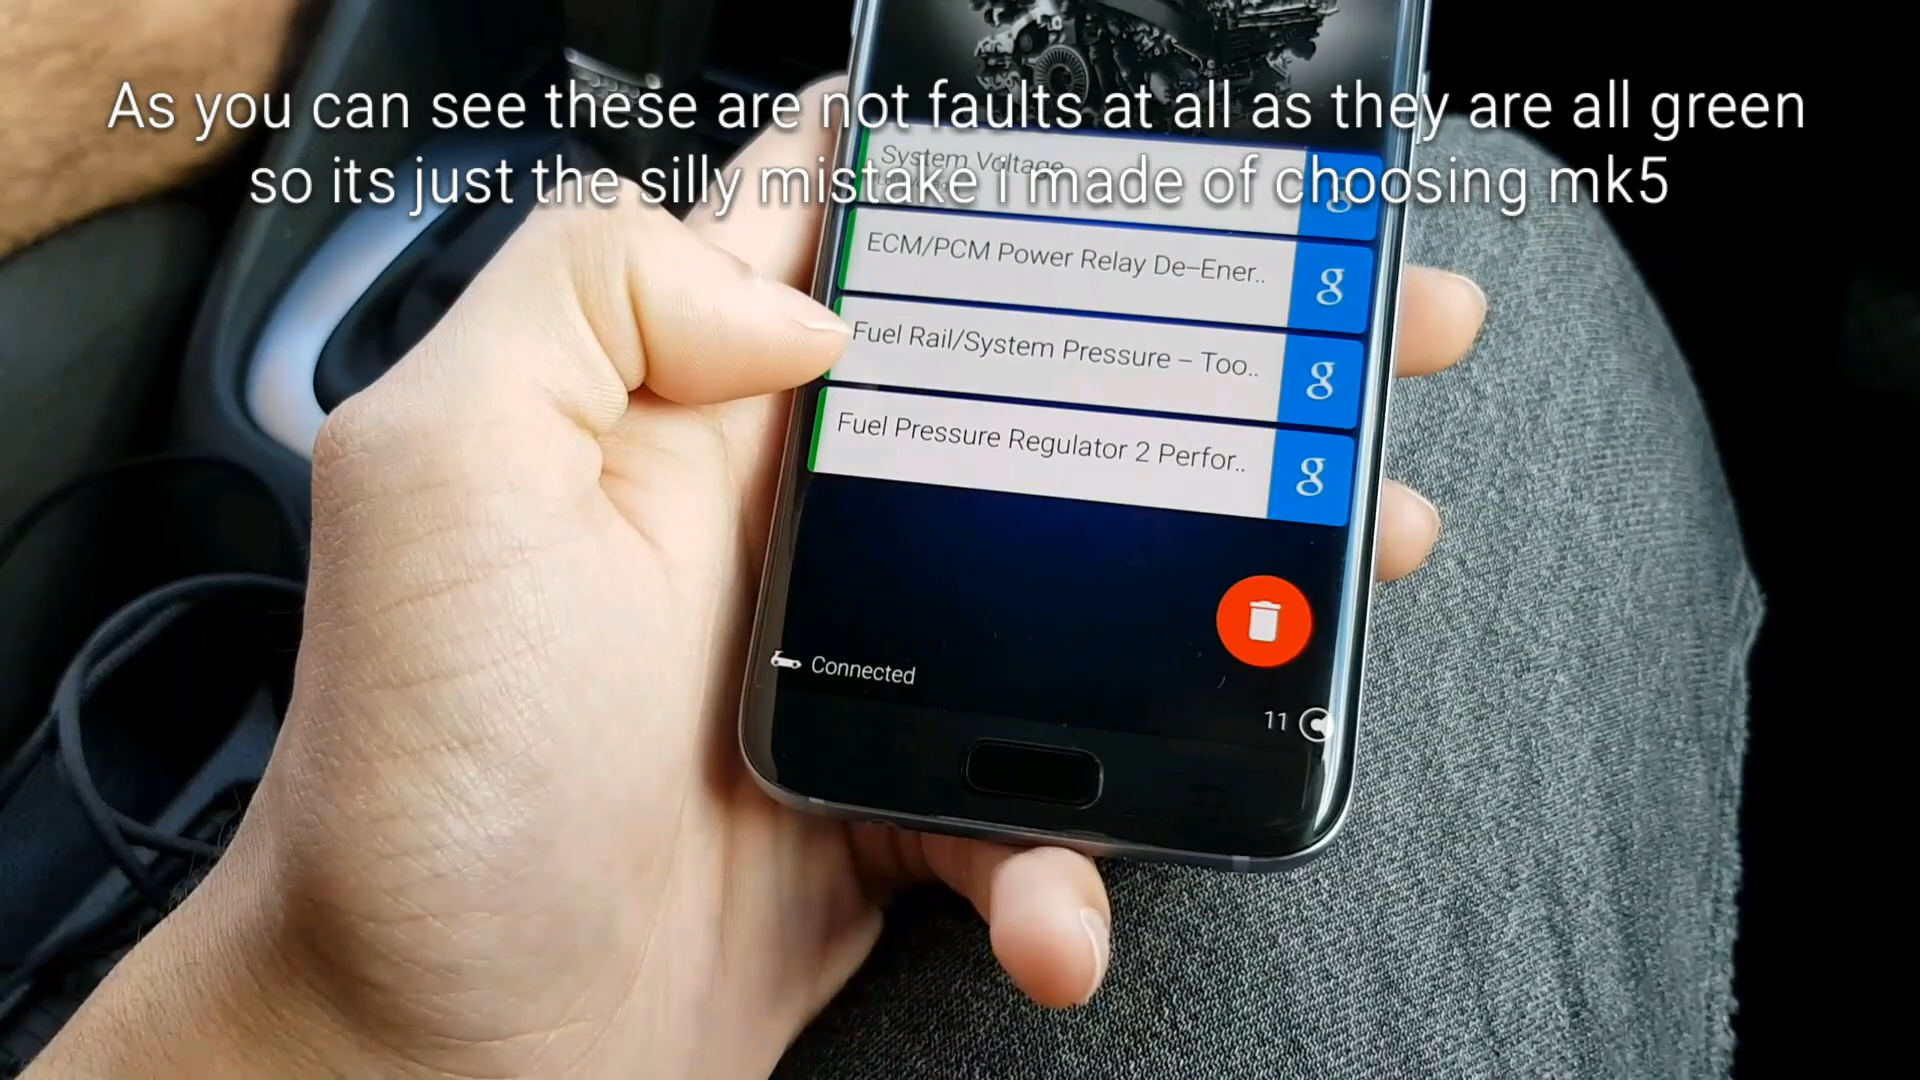 As you can see these are not faults at all as they are all green
so its just the silly mistake i made of choosing mk5
System Voltage
g
ECM/PCM Power Relay De-Ener..
g
Fuel Rail/System Pressure - Too..
g
Fuel Pressure Regulator 2 Perfor..
g
Connected
11